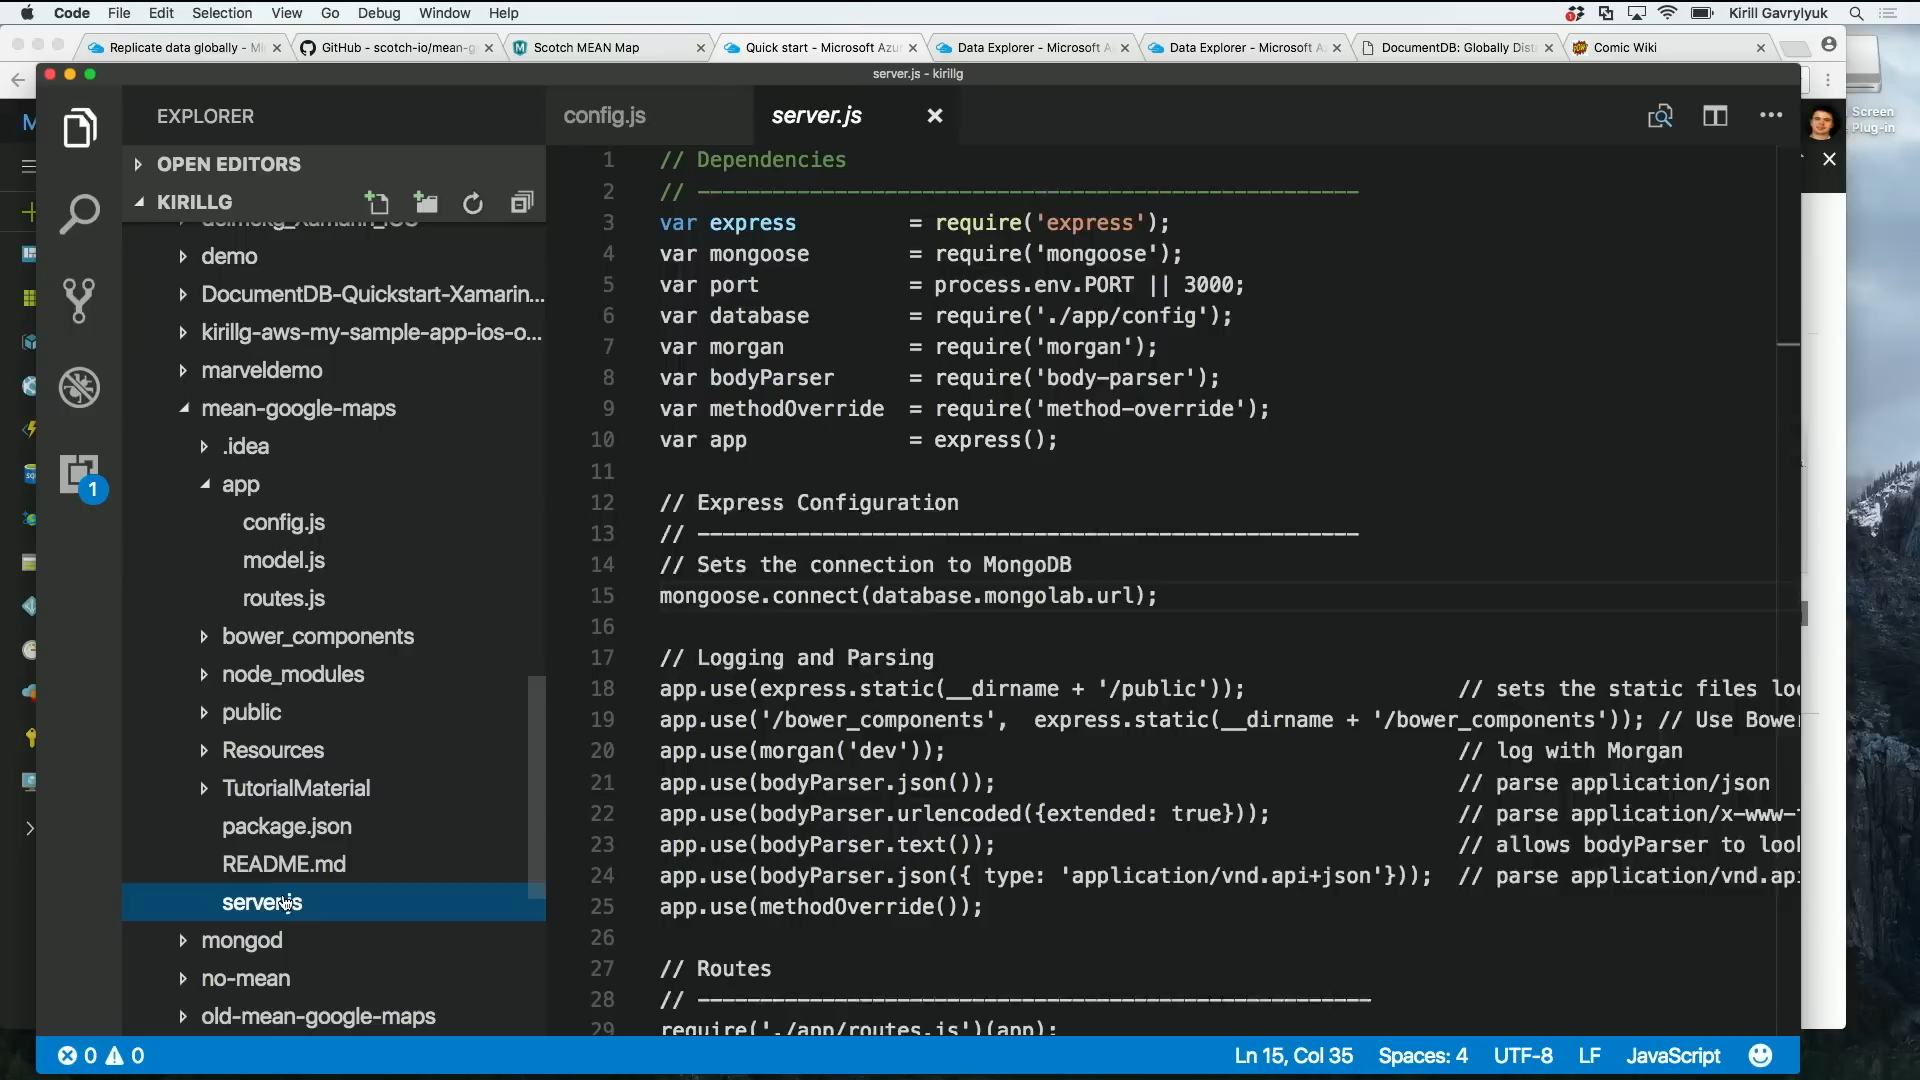 Code File Edit Selection View Go Debug Window Help
Kirill Gavrylyuk
Replicate data globally - Mi
GitHub - scotch-io/mean-g
Scotch MEAN Map
Quick start - Microsoft Azur
Data Explorer - Microsoft A
Data Explorer - Microsoft A
DocumentDB: Globally Dist
Comic Wiki
server.js - kirillg
Screen
Plug-in
EXPLORER
config.js
server.js
OPEN EDITORS
KIRILLG
demo
DocumentDB-Quickstart-Xamarin...
kirillg-aws-my-sample-app-ios-o...
marveldemo
mean-google-maps
.idea
app
config.js
model.js
routes.js
bower_components
node_modules
public
Resources
TutorialMaterial
package.json
README.md
server.js
mongod
no-mean
old-mean-google-maps
1
1 // Dependencies
2 // -----------------------------------------------------
3 var express         = require('express');
4 var mongoose        = require('mongoose');
5 var port            = process.env.PORT || 3000;
6 var database        = require('./app/config');
7 var morgan          = require('morgan');
8 var bodyParser      = require('body-parser');
9 var methodOverride  = require('method-override');
10 var app             = express();
11
12 // Express Configuration
13 // -----------------------------------------------------
14 // Sets the connection to MongoDB
15 mongoose.connect(database.mongolab.url);
16
17 // Logging and Parsing
18 app.use(express.static(__dirname + '/public'));                 // sets the static files loc
19 app.use('/bower_components',  express.static(__dirname + '/bower_components')); // Use Bower
20 app.use(morgan('dev'));                                         // log with Morgan
21 app.use(bodyParser.json());                                     // parse application/json
22 app.use(bodyParser.urlencoded({extended: true}));               // parse application/x-www-
23 app.use(bodyParser.text());                                     // allows bodyParser to look
24 app.use(bodyParser.json({ type: 'application/vnd.api+json'}));  // parse application/vnd.api
25 app.use(methodOverride());
26
27 // Routes
28 // ------------------------------------------------------
29 require('./app/routes.js')(app);
0 0
Ln 15, Col 35 Spaces: 4 UTF-8 LF JavaScript